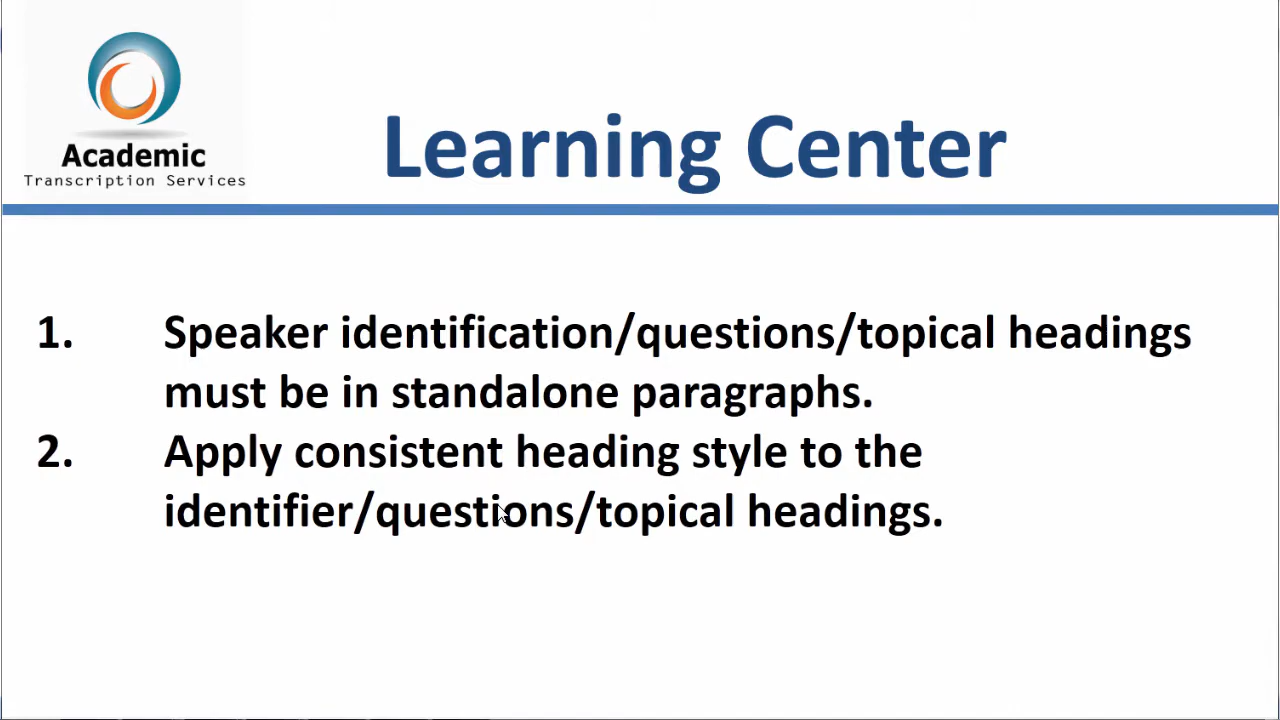 Academic
Transcription Services
Learning Center
1. Speaker identification/questions/topical headings
must be in standalone paragraphs.
2. Apply consistent heading style to the
identifier/questions/topical headings.